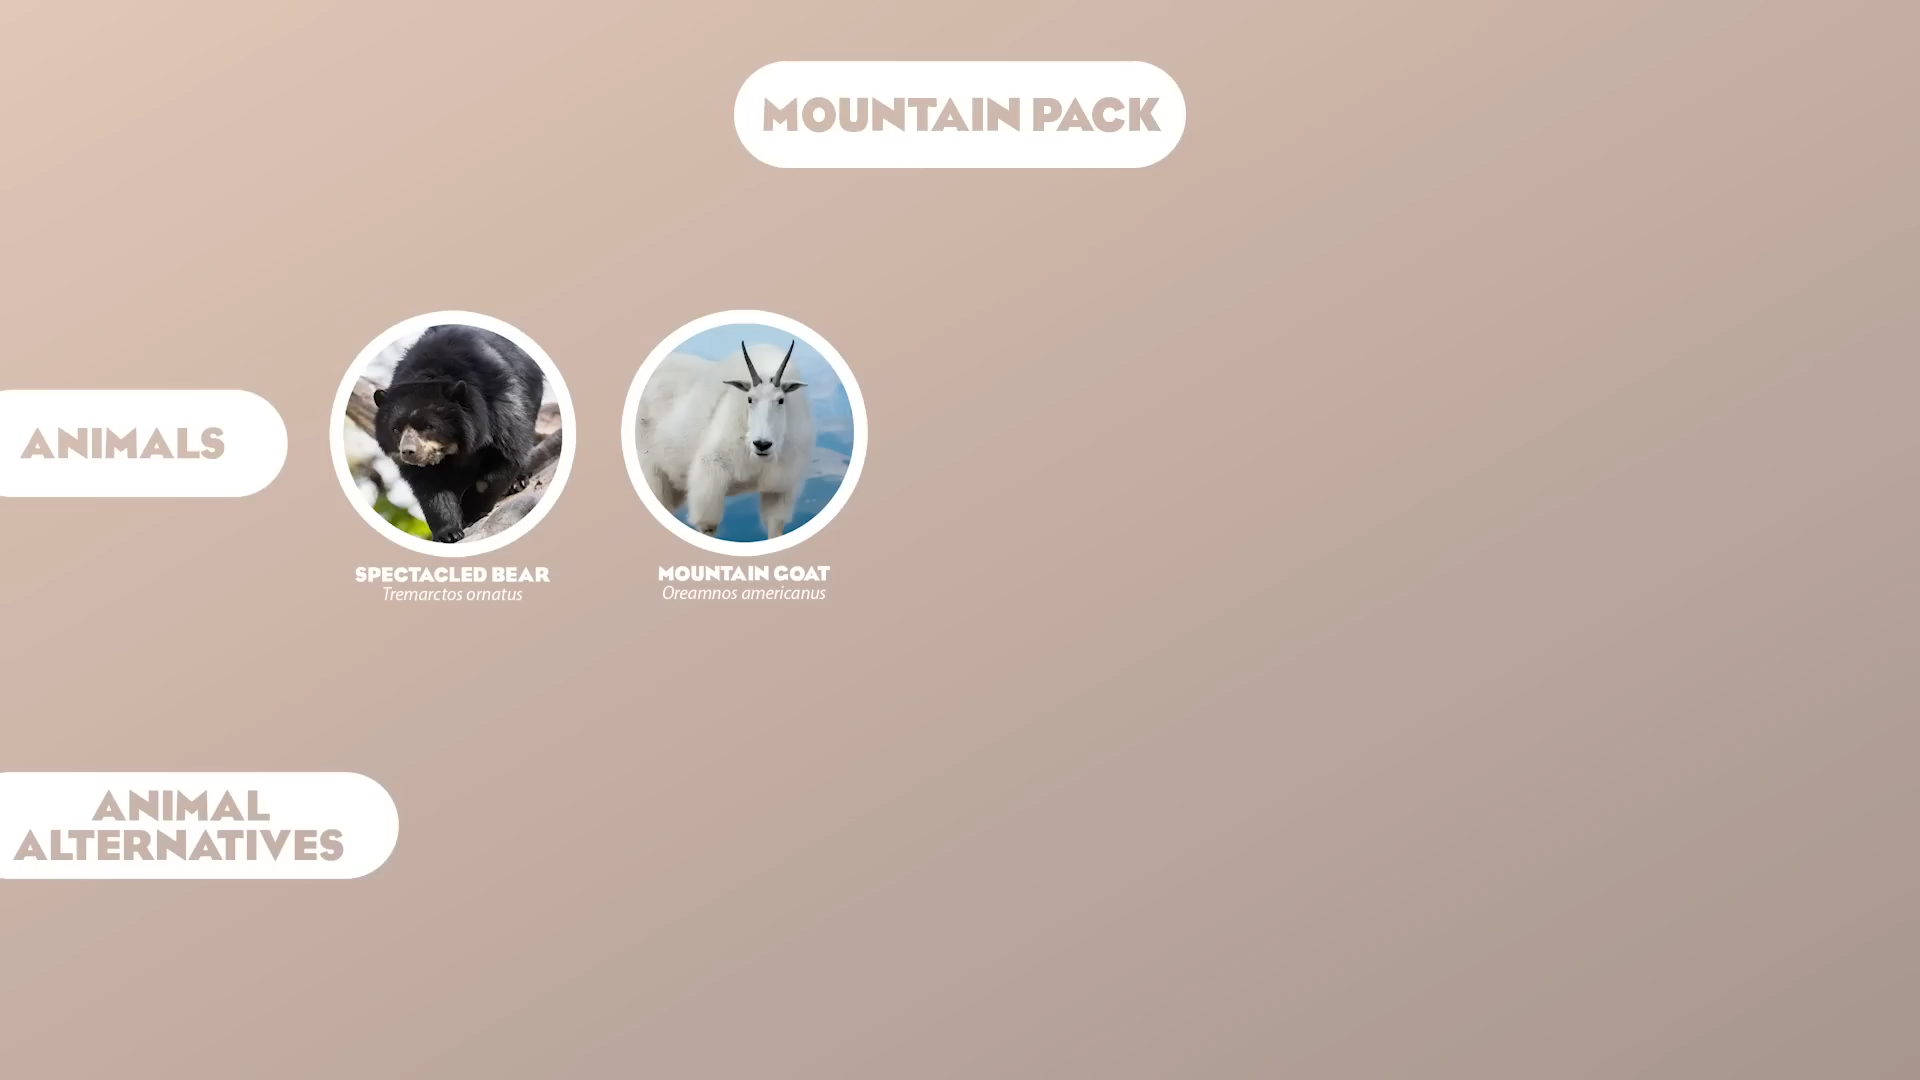 MOUNTAIN PACK
ANIMALS
SPECTACLED BEAR
Tremarctos ornatus
MOUNTAIN GOAT
Oreamnos americanus
ANIMAL
ALTERNATIVES